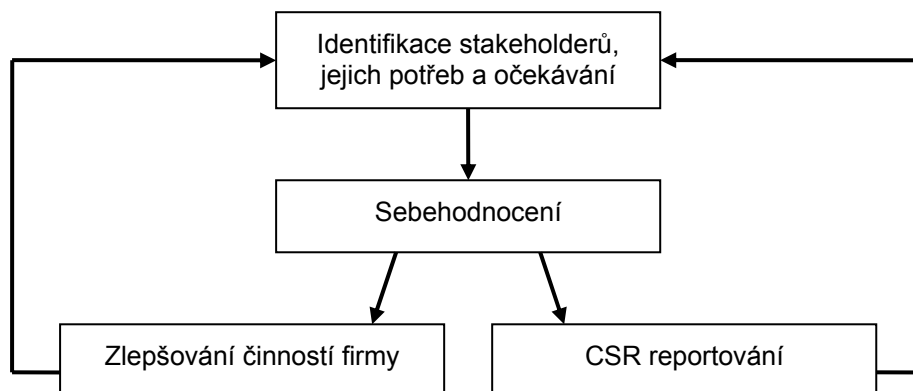 Identifikace stakeholderů,
jejich potřeb a očekávání
Sebehodnocení
Zlepšování činností firmy
CSR reportování